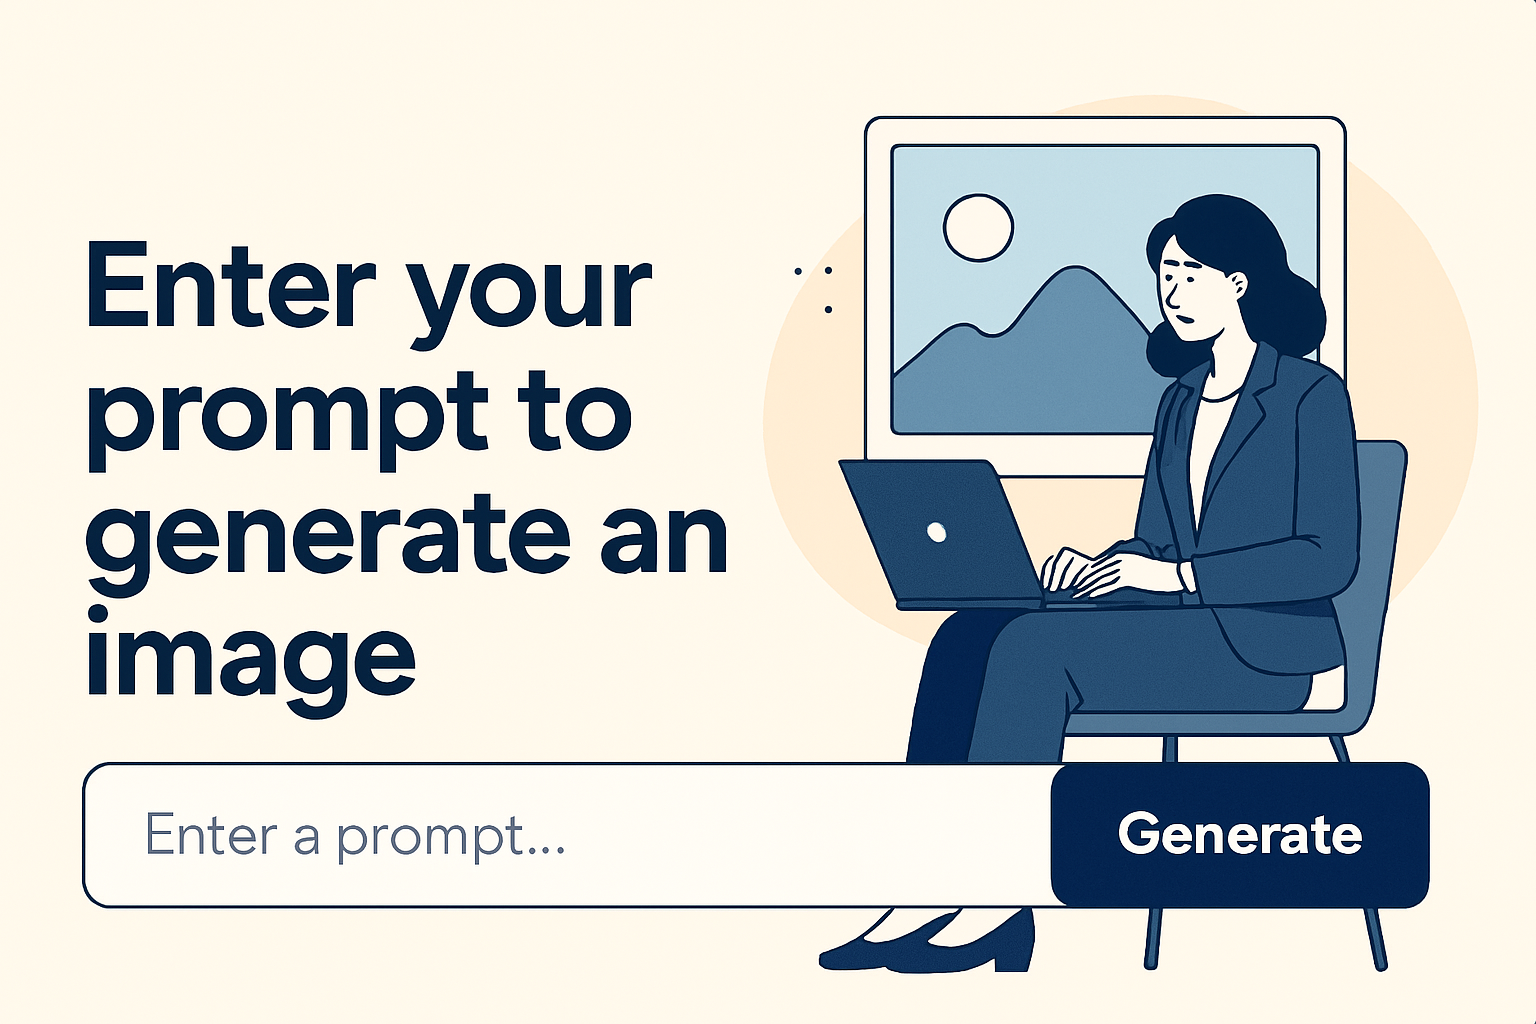 Enter your
prompt to
generate an
image
Enter a prompt...
Generate